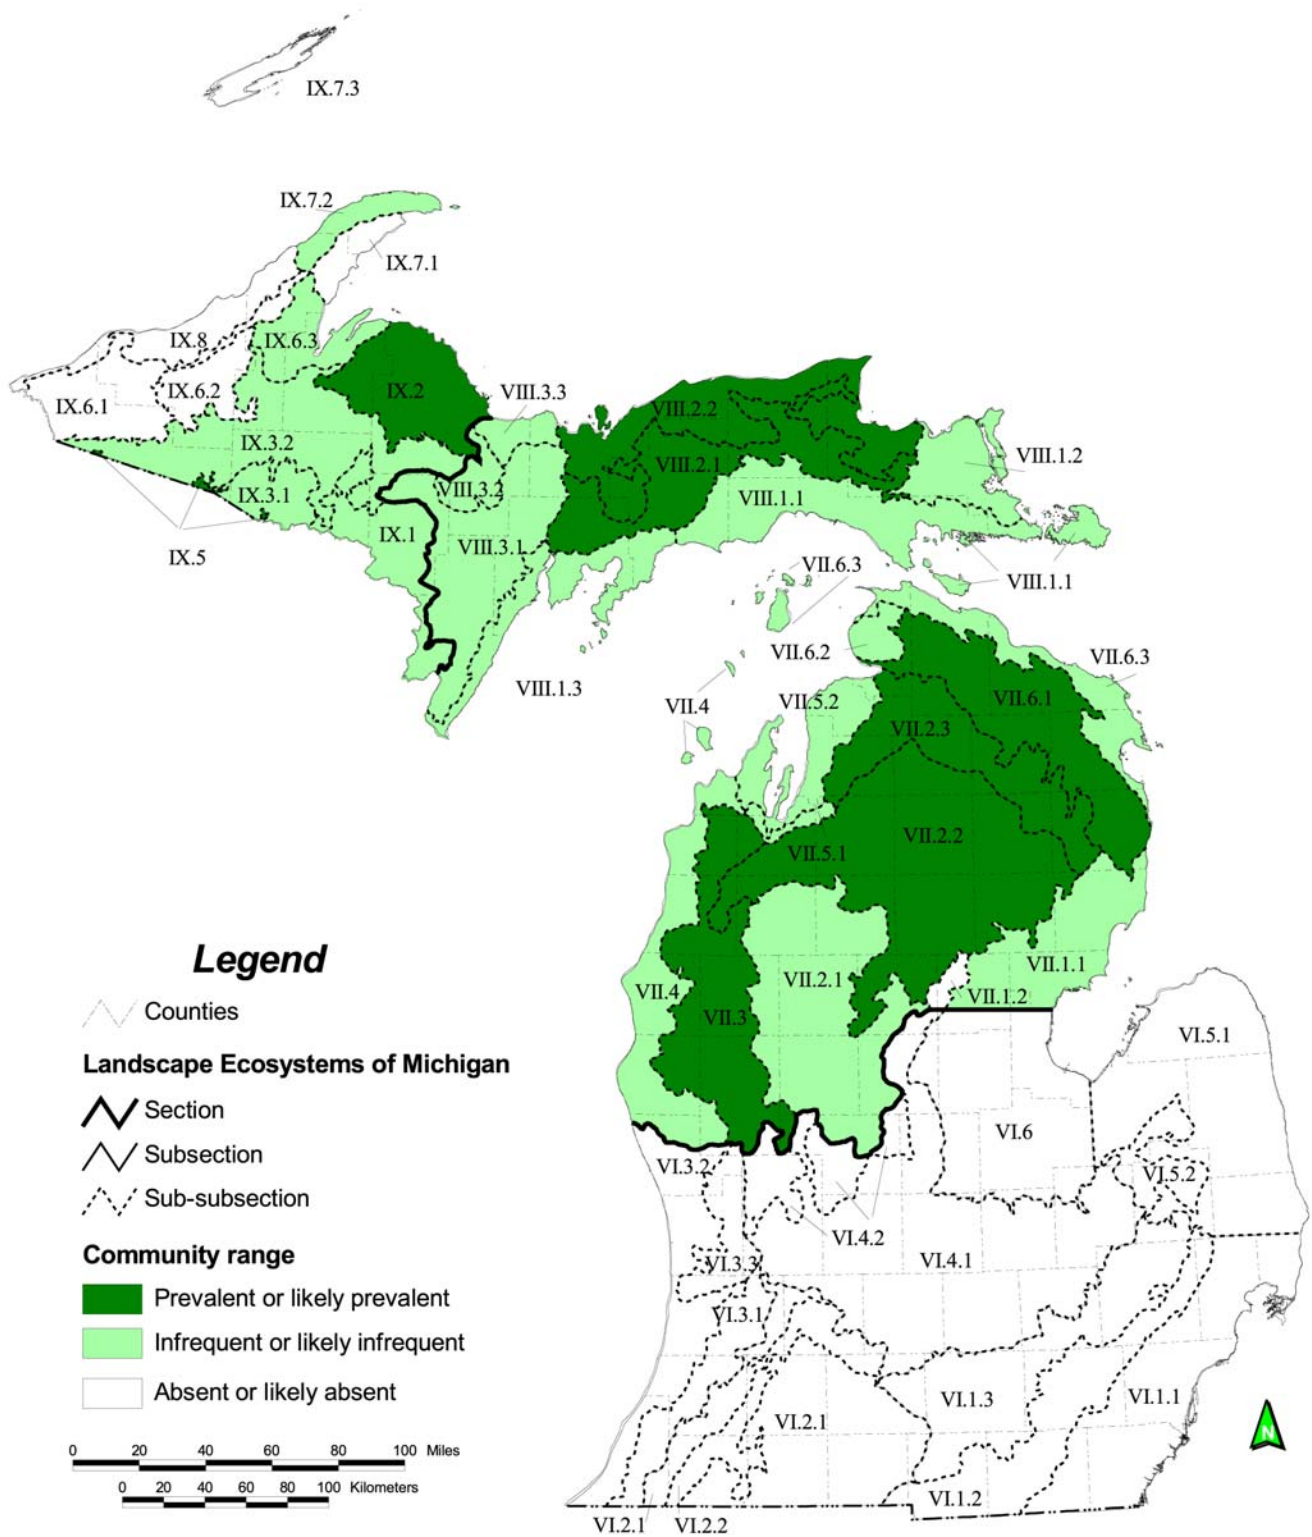 IX.7.3
IX.7.2
IX.7.1
IX.8
IX.6.3
IX.6.2
IX.2
IX.6.1
VIII.3.3
VIII.2.2
IX.3.2
VIII.2.1
VIII.1.2
VIII.3.2
VIII.1.1
IX.3.1
IX.1
VIII.3.1
IX.5
VII.6.3
VIII.1.1
VII.6.2
VII.6.3
VIII.1.3
VII.5.2
VII.6.1
VII.4
VII.2.3
VII.2.2
VII.5.1
VII.1.1
VII.2.1
VII.4
VII.1.2
VII.3
VI.5.1
VI.6
VI.3.2
VI.5.2
VI.4.2
VI.3.3
VI.4.1
VI.3.1
VI.1.3
VI.1.1
VI.2.1
VI.1.2
VI.2.1
VI.2.2
Legend
Counties
Landscape Ecosystems of Michigan
Section
Subsection
Sub-subsection
Community range
Prevalent or likely prevalent
Infrequent or likely infrequent
Absent or likely absent
0 20 40 60 80 100 Miles
0 20 40 60 80 100 Kilometers
N